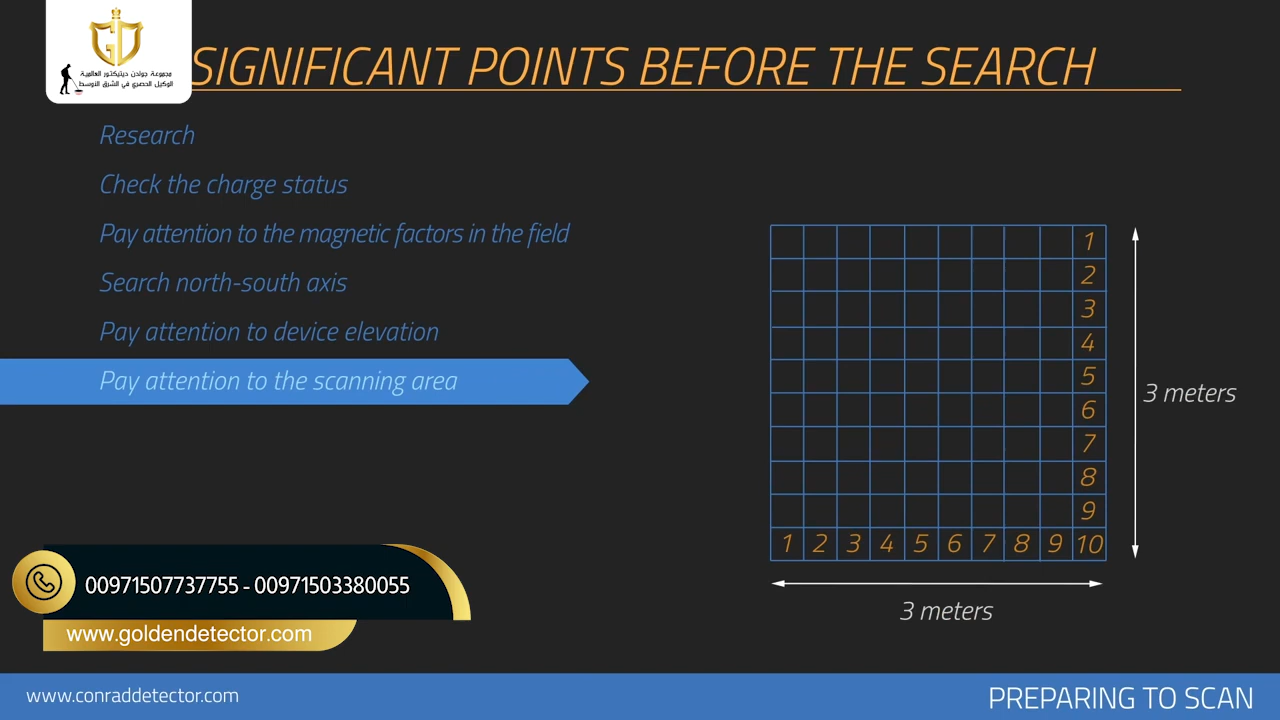 GD
مجموعة جولدن ديتيكتور العالمية
الوكيل الحصري في الشرق الأوسط
SIGNIFICANT POINTS BEFORE THE SEARCH
Research
Check the charge status
Pay attention to the magnetic factors in the field
Search north-south axis
Pay attention to device elevation
Pay attention to the scanning area
1
2
3
4
5
6
7
8
9
1 2 3 4 5 6 7 8 9 10
3 meters
3 meters
00971507737755 - 00971503380055
www.goldendetector.com
www.conraddetector.com
PREPARING TO SCAN